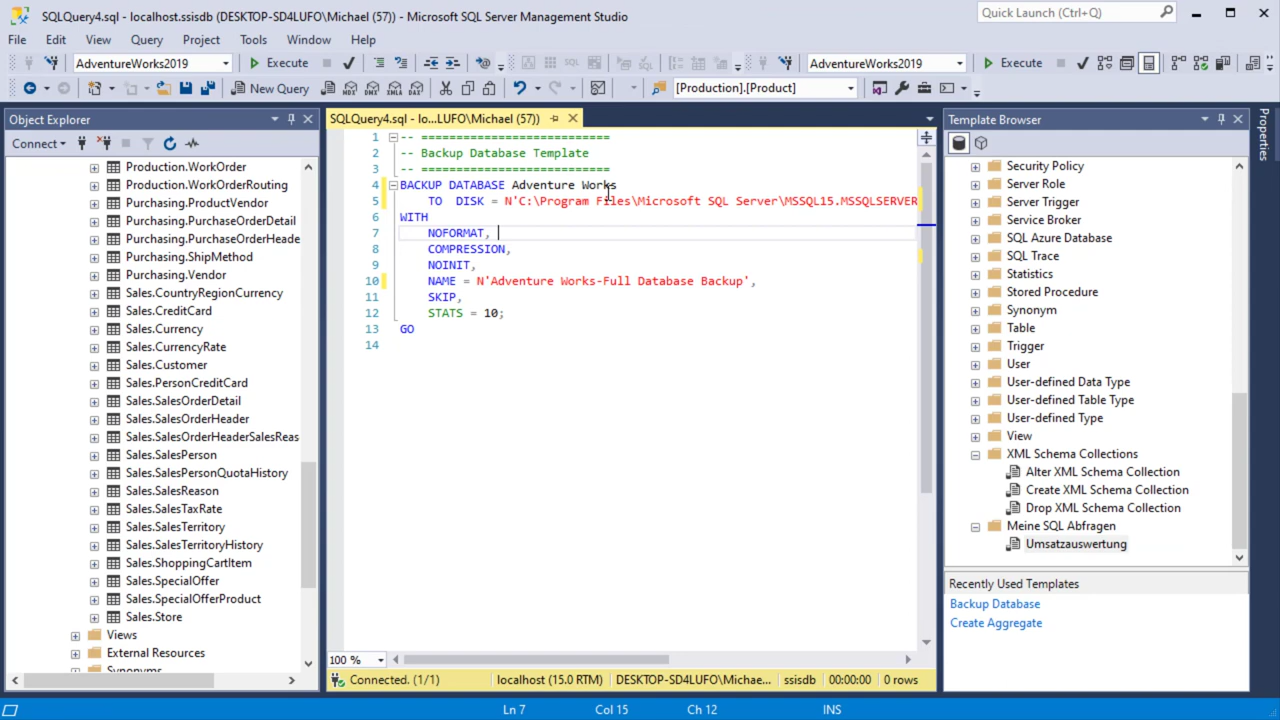 SQLQuery4.sql - localhost.ssisdb (DESKTOP-SD4LUFO\Michael (57)) - Microsoft SQL Server Management Studio
Quick Launch (Ctrl+Q)
File Edit View Query Project Tools Window Help
AdventureWorks2019 Execute AdventureWorks2019 Execute
New Query MDX DMX XMLA DAX [Production].[Product]
Object Explorer
Connect
Production.WorkOrder
Production.WorkOrderRouting
Purchasing.ProductVendor
Purchasing.PurchaseOrderDetail
Purchasing.PurchaseOrderHeade
Purchasing.ShipMethod
Purchasing.Vendor
Sales.CountryRegionCurrency
Sales.CreditCard
Sales.Currency
Sales.CurrencyRate
Sales.Customer
Sales.PersonCreditCard
Sales.SalesOrderDetail
Sales.SalesOrderHeader
Sales.SalesOrderHeaderSalesReas
Sales.SalesPerson
Sales.SalesPersonQuotaHistory
Sales.SalesReason
Sales.SalesTaxRate
Sales.SalesTerritory
Sales.SalesTerritoryHistory
Sales.ShoppingCartItem
Sales.SpecialOffer
Sales.SpecialOfferProduct
Sales.Store
Views
External Resources
Synonyms
SQLQuery4.sql - lo...LUFO\Michael (57))
1 -- ===========================
2 -- Backup Database Template
3 -- ===========================
4 BACKUP DATABASE Adventure Works
5 TO DISK = N'C:\Program Files\Microsoft SQL Server\MSSQL15.MSSQLSERVER
6 WITH
7 NOFORMAT,
8 COMPRESSION,
9 NOINIT,
10 NAME = N'Adventure Works-Full Database Backup',
11 SKIP,
12 STATS = 10;
13 GO
14
100 %
Connected. (1/1) localhost (15.0 RTM) DESKTOP-SD4LUFO\Michae... ssisdb 00:00:00 0 rows
Template Browser
Security Policy
Server Role
Server Trigger
Service Broker
SQL Azure Database
SQL Trace
Statistics
Stored Procedure
Synonym
Table
Trigger
User
User-defined Data Type
User-defined Table Type
User-defined Type
View
XML Schema Collections
Alter XML Schema Collection
Create XML Schema Collection
Drop XML Schema Collection
Meine SQL Abfragen
Umsatzauswertung
Recently Used Templates
Backup Database
Create Aggregate
Properties
Ln 7 Col 15 Ch 12 INS